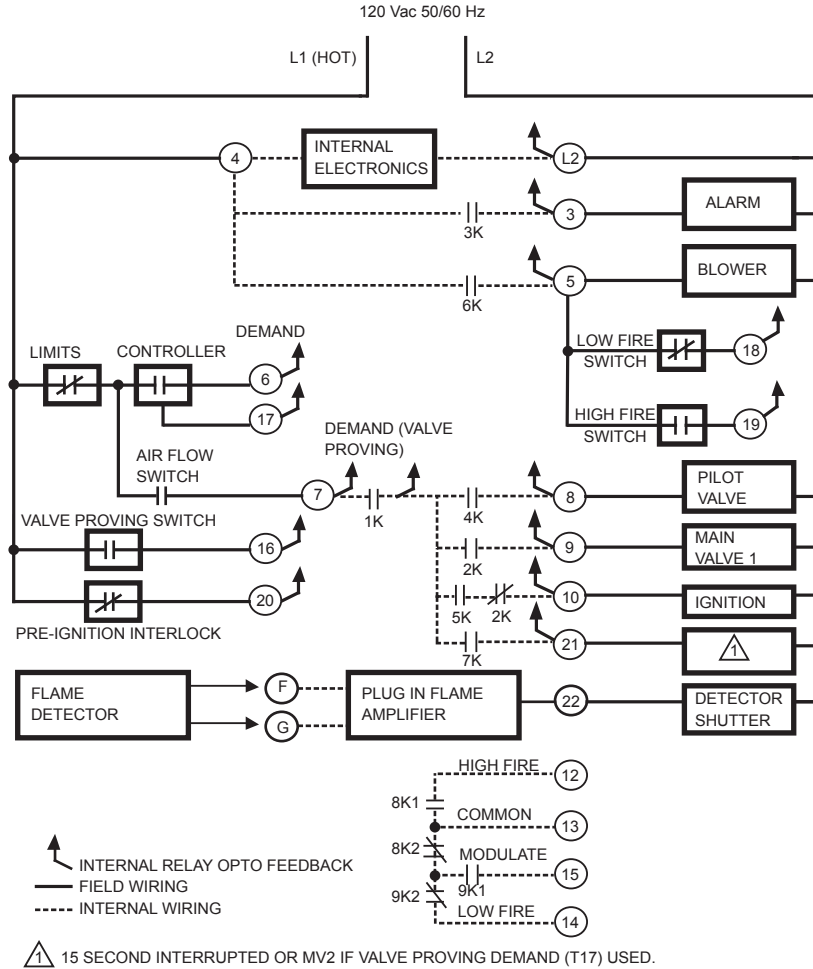 120 Vac 50/60 Hz
L1 (HOT)
L2
4
INTERNAL
ELECTRONICS
L2
3K
3
ALARM
6K
5
BLOWER
LOW FIRE
SWITCH
18
HIGH FIRE
SWITCH
19
LIMITS
CONTROLLER
DEMAND
6
17
AIR FLOW
SWITCH
DEMAND (VALVE
PROVING)
7
1K
4K
8
PILOT
VALVE
VALVE PROVING SWITCH
16
2K
9
MAIN
VALVE 1
20
PRE-IGNITION INTERLOCK
5K
2K
10
IGNITION
7K
21
1
FLAME
DETECTOR
F
G
PLUG IN FLAME
AMPLIFIER
22
DETECTOR
SHUTTER
HIGH FIRE
12
8K1
COMMON
13
8K2
MODULATE
15
9K1
9K2
LOW FIRE
14
INTERNAL RELAY OPTO FEEDBACK
FIELD WIRING
INTERNAL WIRING
1 15 SECOND INTERRUPTED OR MV2 IF VALVE PROVING DEMAND (T17) USED.